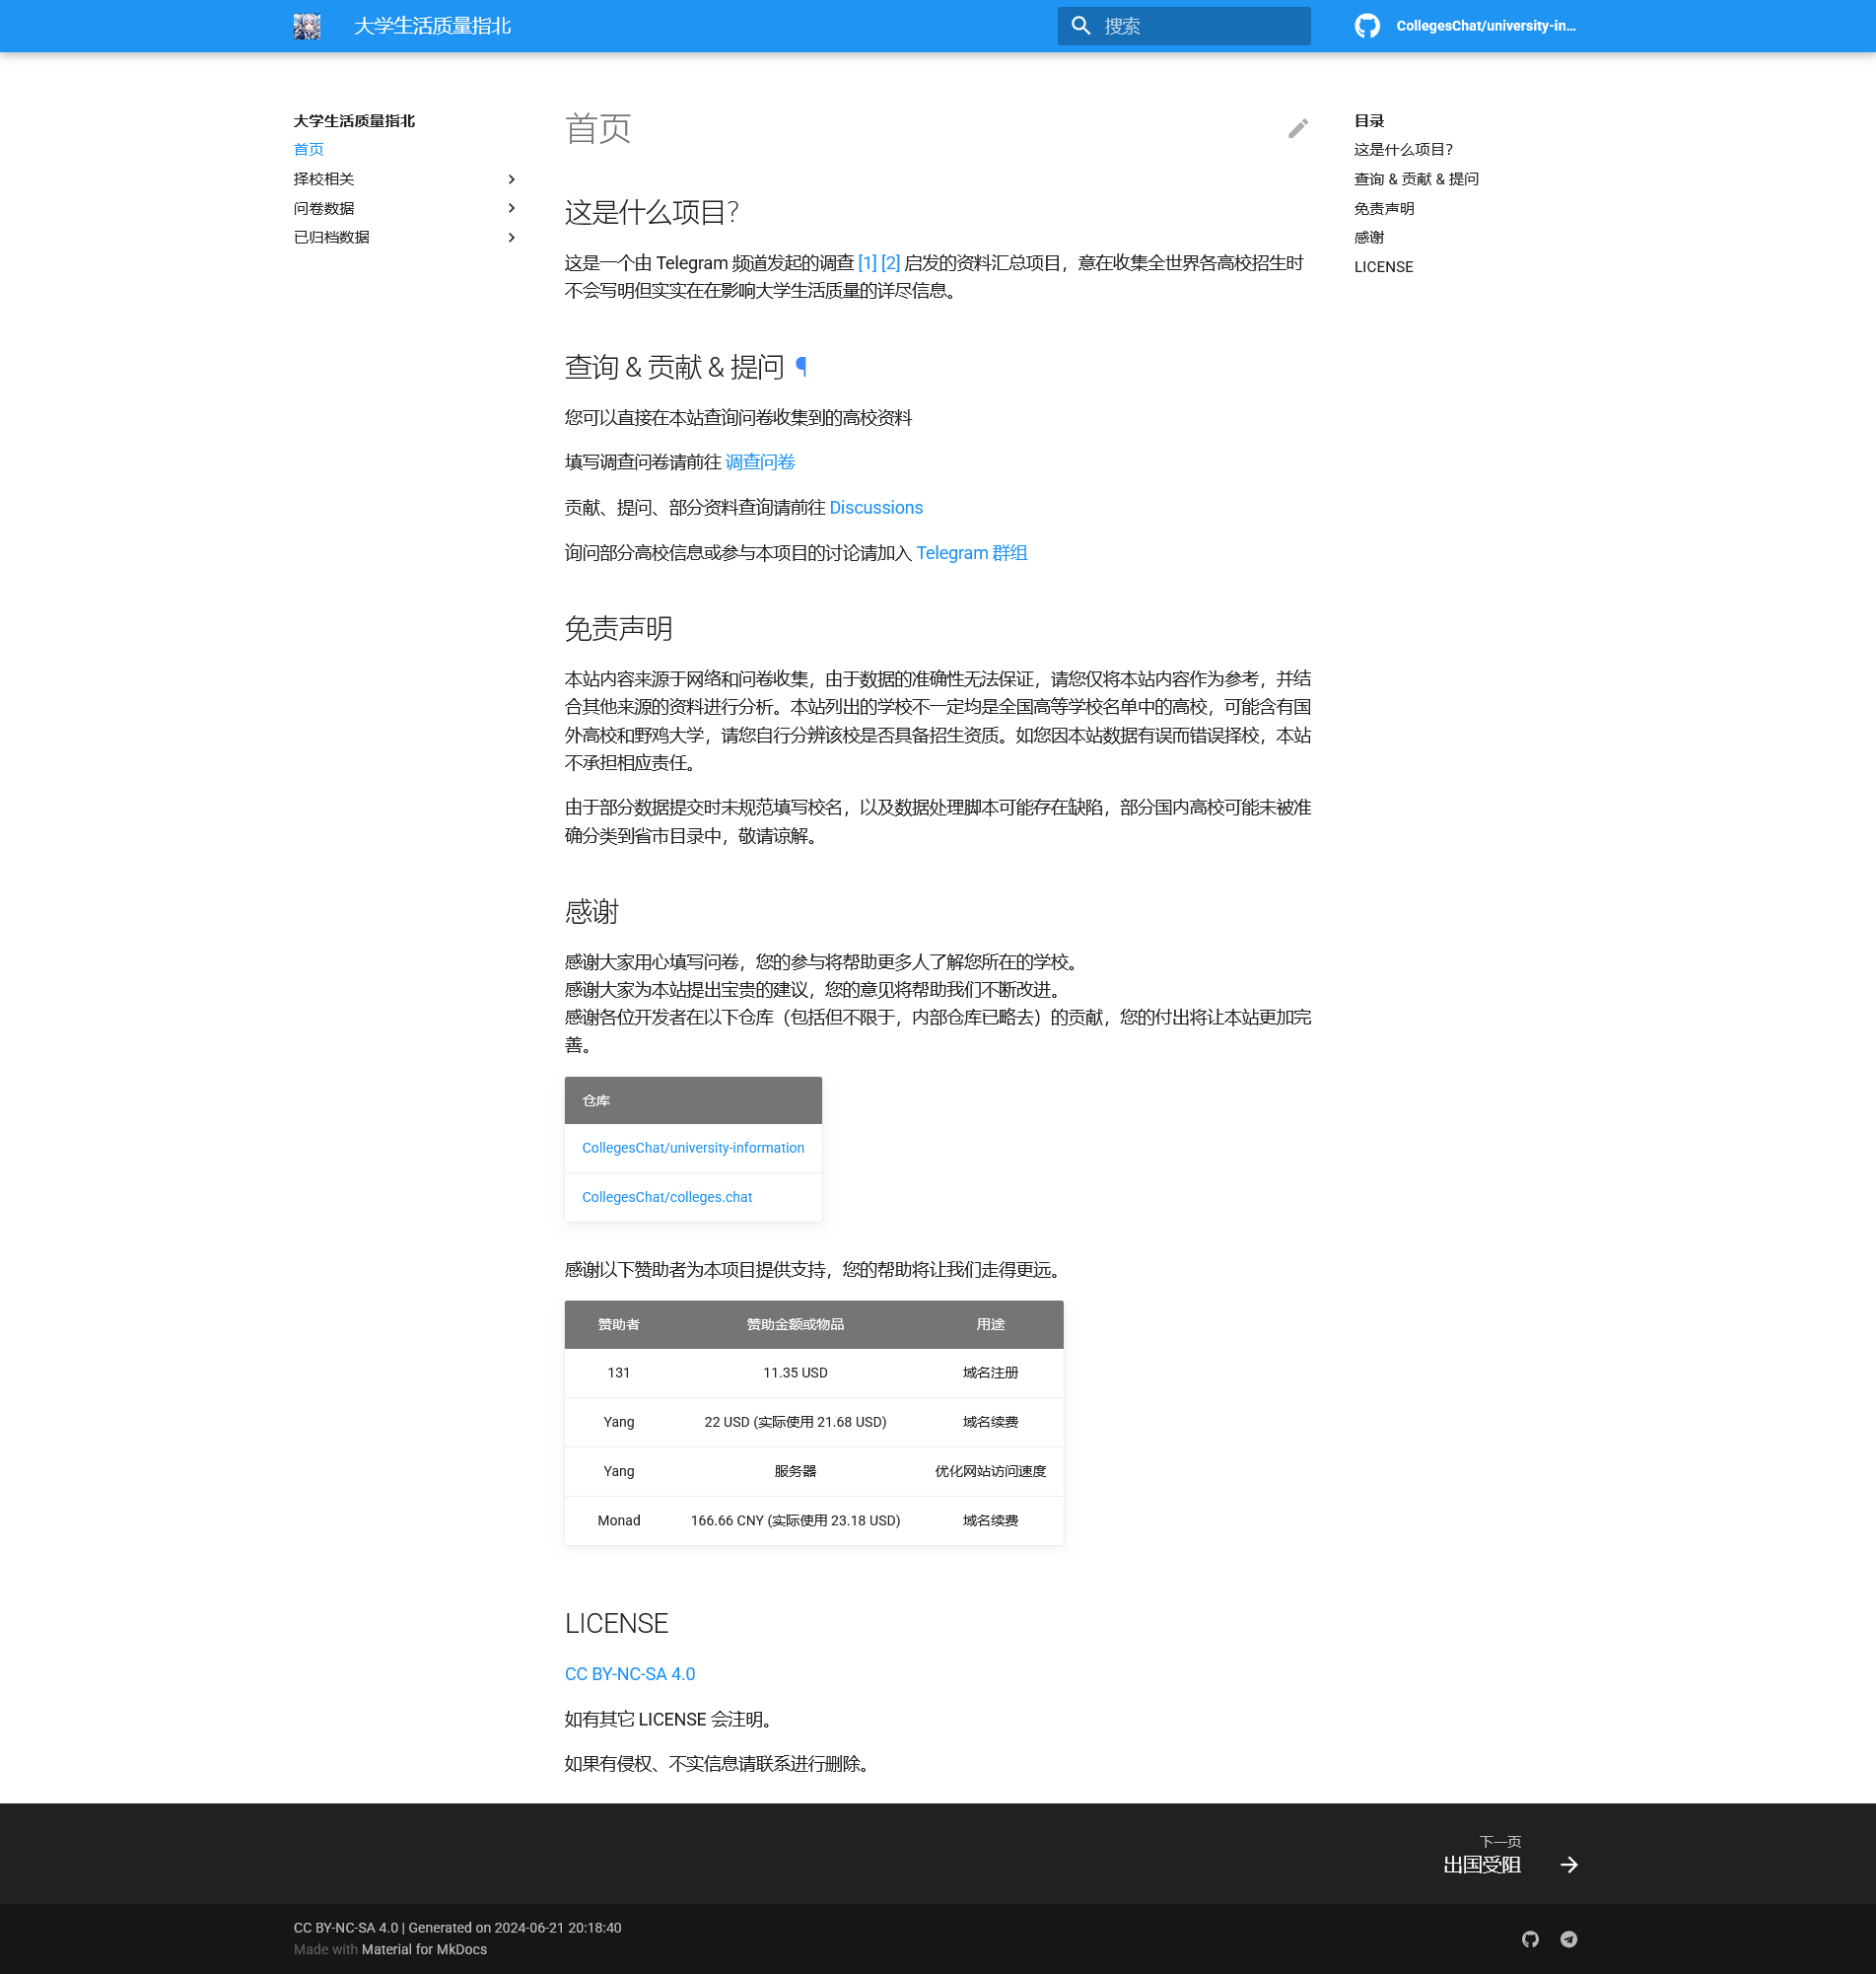 大学生活质量指北
搜索
CollegesChat/university-in...
大学生活质量指北
首页
择校相关
问卷数据
已归档数据
首页
这是什么项目？
这是一个由 Telegram 频道发起的调查 [1] [2] 启发的资料汇总项目，意在收集全世界各高校招生时
不会写明但实实在在影响大学生活质量的详尽信息。
查询 & 贡献 & 提问 ¶
您可以直接在本站查询问卷收集到的高校资料
填写调查问卷请前往 调查问卷
贡献、提问、部分资料查询请前往 Discussions
询问部分高校信息或参与本项目的讨论请加入 Telegram 群组
免责声明
本站内容来源于网络和问卷收集，由于数据的准确性无法保证，请您仅将本站内容作为参考，并结
合其他来源的资料进行分析。本站列出的学校不一定均是全国高等学校名单中的高校，可能含有国
外高校和野鸡大学，请您自行分辨该校是否具备招生资质。如您因本站数据有误而错误择校，本站
不承担相应责任。
由于部分数据提交时未规范填写校名，以及数据处理脚本可能存在缺陷，部分国内高校可能未被准
确分类到省市目录中，敬请谅解。
感谢
感谢大家用心填写问卷，您的参与将帮助更多人了解您所在的学校。
感谢大家为本站提出宝贵的建议，您的意见将帮助我们不断改进。
感谢各位开发者在以下仓库（包括但不限于，内部仓库已略去）的贡献，您的付出将让本站更加完
善。
仓库
CollegesChat/university-information
CollegesChat/colleges.chat
感谢以下赞助者为本项目提供支持，您的帮助将让我们走得更远。
赞助者 赞助金额或物品 用途
131 11.35 USD 域名注册
Yang 22 USD (实际使用 21.68 USD) 域名续费
Yang 服务器 优化网站访问速度
Monad 166.66 CNY (实际使用 23.18 USD) 域名续费
LICENSE
CC BY-NC-SA 4.0
如有其它 LICENSE 会注明。
如果有侵权、不实信息请联系进行删除。
目录
这是什么项目？
查询 & 贡献 & 提问
免责声明
感谢
LICENSE
下一页
出国受阻
CC BY-NC-SA 4.0 | Generated on 2024-06-21 20:18:40
Made with Material for MkDocs